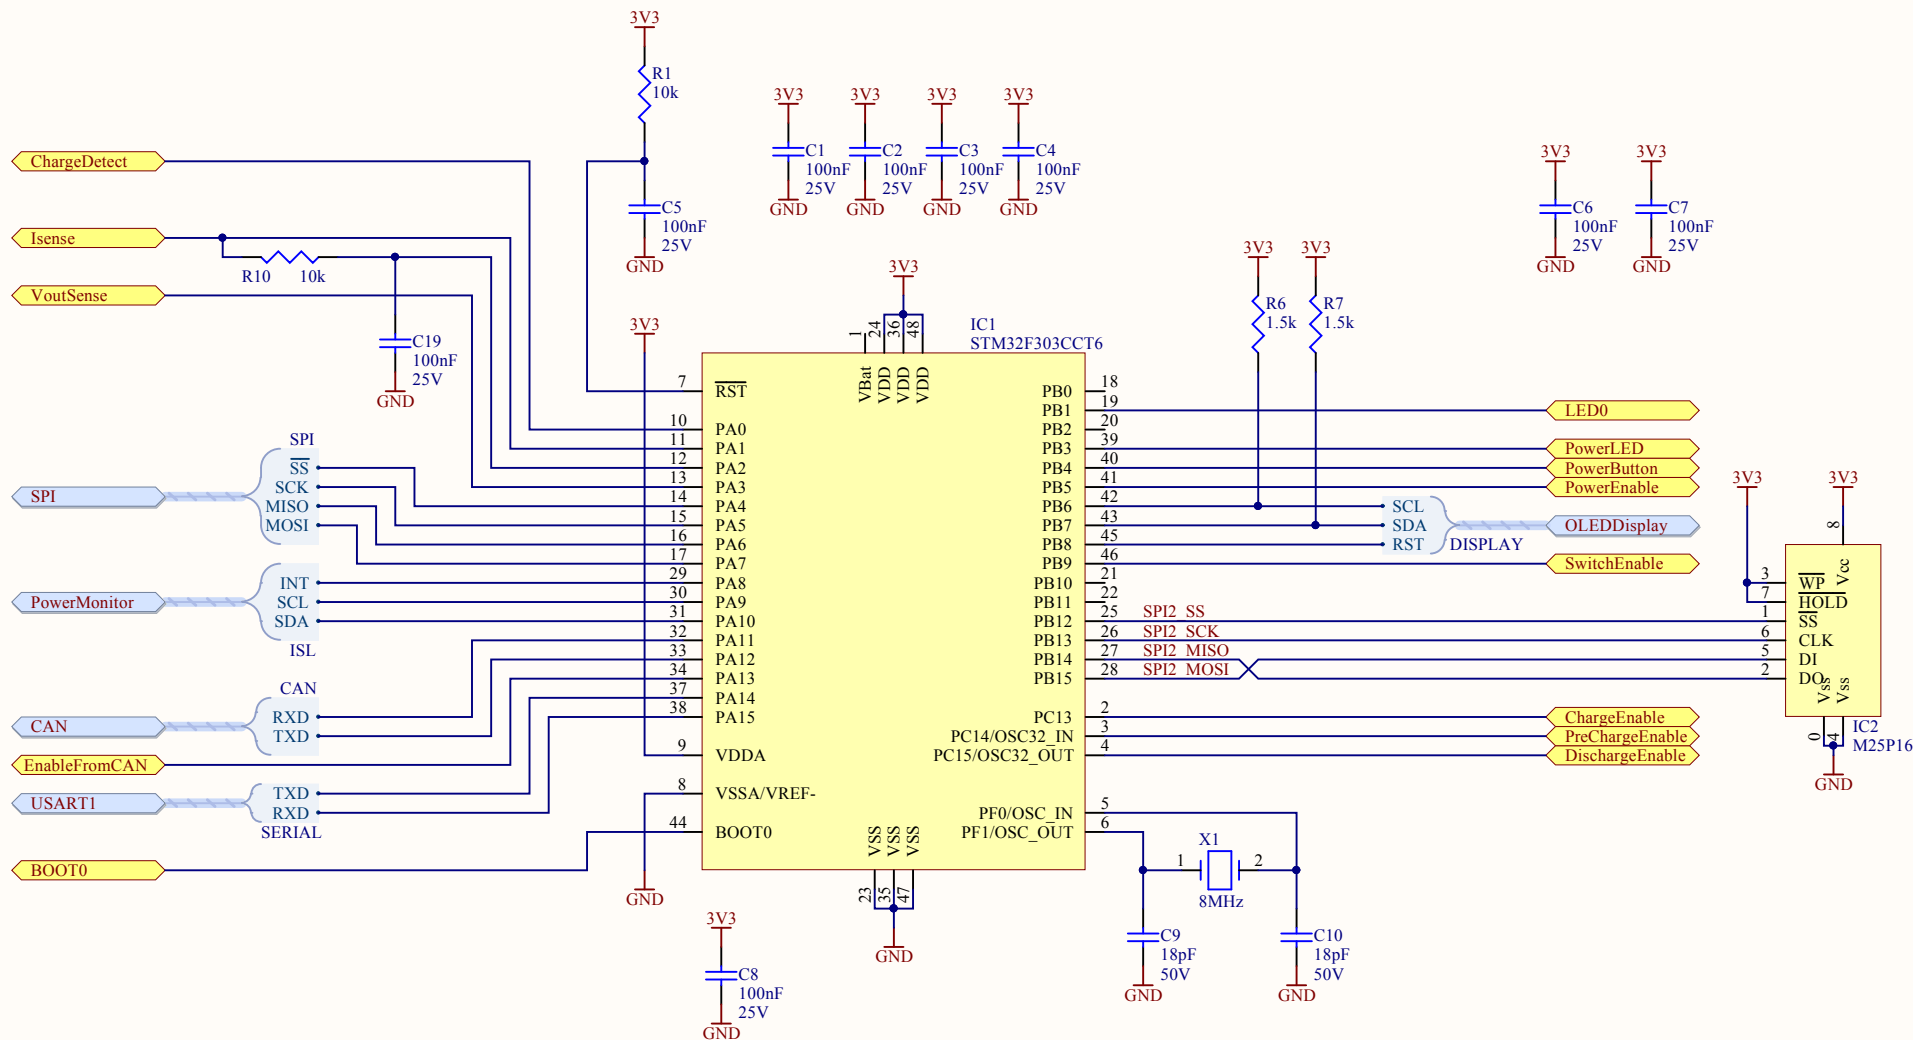 3V3
R1
10k
3V3 3V3 3V3 3V3
C1 C2 C3 C4
100nF 100nF 100nF 100nF
25V 25V 25V 25V
GND GND GND GND
3V3 3V3
C6 C7
100nF 100nF
25V 25V
GND GND
ChargeDetect
C5
100nF
25V
GND
Isense
R10 10k
VoutSense
C19
100nF
25V
GND
3V3
3V3
3V3 3V3
R6 R7
1.5k 1.5k
IC1
STM32F303CCT6
1 24 36 48
VBat VDD VDD VDD
7 RST
10 PA0
11 PA1
12 PA2
13 PA3
14 PA4
15 PA5
16 PA6
17 PA7
29 PA8
30 PA9
31 PA10
32 PA11
33 PA12
34 PA13
37 PA14
38 PA15
9 VDDA
8 VSSA/VREF-
44 BOOT0
PB0 18
PB1 19
PB2 20
PB3 39
PB4 40
PB5 41
PB6 42
PB7 43
PB8 45
PB9 46
PB10 21
PB11 22
PB12 25 SPI2_SS
PB13 26 SPI2_SCK
PB14 27 SPI2_MISO
PB15 28 SPI2_MOSI
PC13 2
PC14/OSC32_IN 3
PC15/OSC32_OUT 4
PF0/OSC_IN 5
PF1/OSC_OUT 6
VSS VSS VSS
23 35 47
GND
SPI
SPI
SS
SCK
MISO
MOSI
PowerMonitor
INT
SCL
SDA
ISL
CAN
CAN
RXD
TXD
EnableFromCAN
USART1
TXD
RXD
SERIAL
BOOT0
GND
3V3
C8
100nF
25V
GND
LED0
PowerLED
PowerButton
PowerEnable
SCL
SDA
RST
DISPLAY
OLEDDisplay
SwitchEnable
ChargeEnable
PreChargeEnable
DischargeEnable
X1
1 2
8MHz
C9 C10
18pF 18pF
50V 50V
GND GND
3V3 3V3
8
Vcc
3 WP
7 HOLD
1 SS
6 CLK
5 DI
2 DO
Vss Vss
0 4
IC2
M25P16
GND